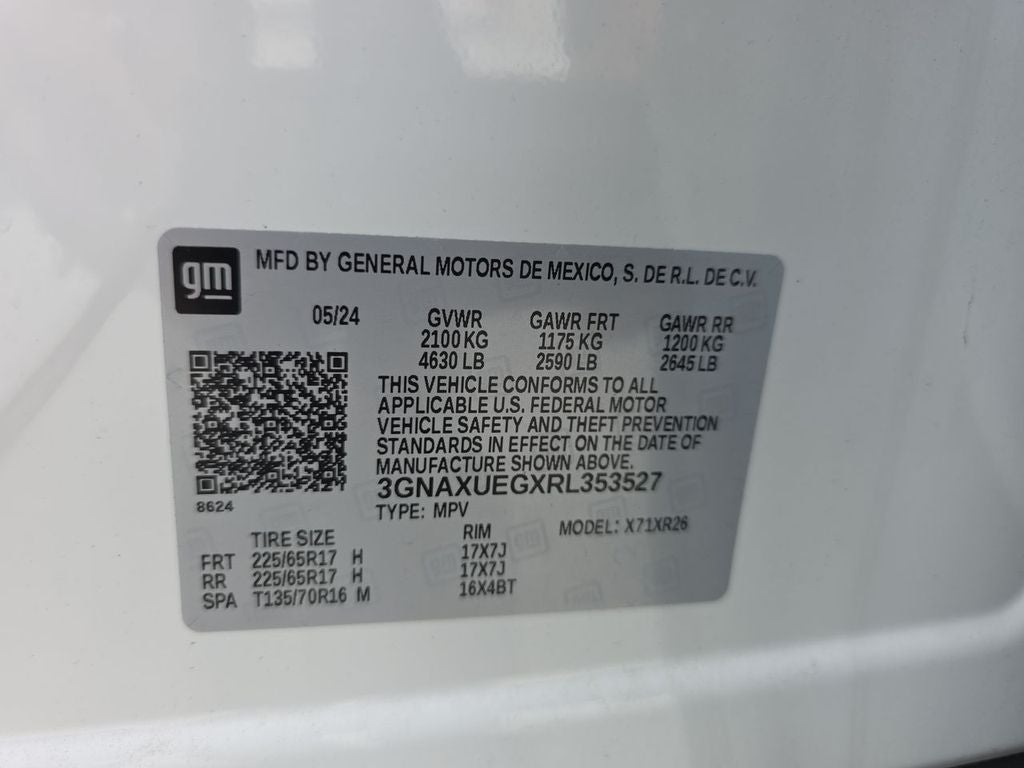 gm
MFD BY GENERAL MOTORS DE MEXICO, S. DE R.L. DE C.V.
05/24 GVWR GAWR FRT GAWR RR
2100 KG 1175 KG 1200 KG
4630 LB 2590 LB 2645 LB
THIS VEHICLE CONFORMS TO ALL
APPLICABLE U.S. FEDERAL MOTOR
VEHICLE SAFETY AND THEFT PREVENTION
STANDARDS IN EFFECT ON THE DATE OF
MANUFACTURE SHOWN ABOVE.
3GNAXUEGXRL353527
8624
TYPE: MPV MODEL: X71XR26
TIRE SIZE RIM
FRT 225/65R17 H 17X7J
RR 225/65R17 H 17X7J
SPA T135/70R16 M 16X4BT